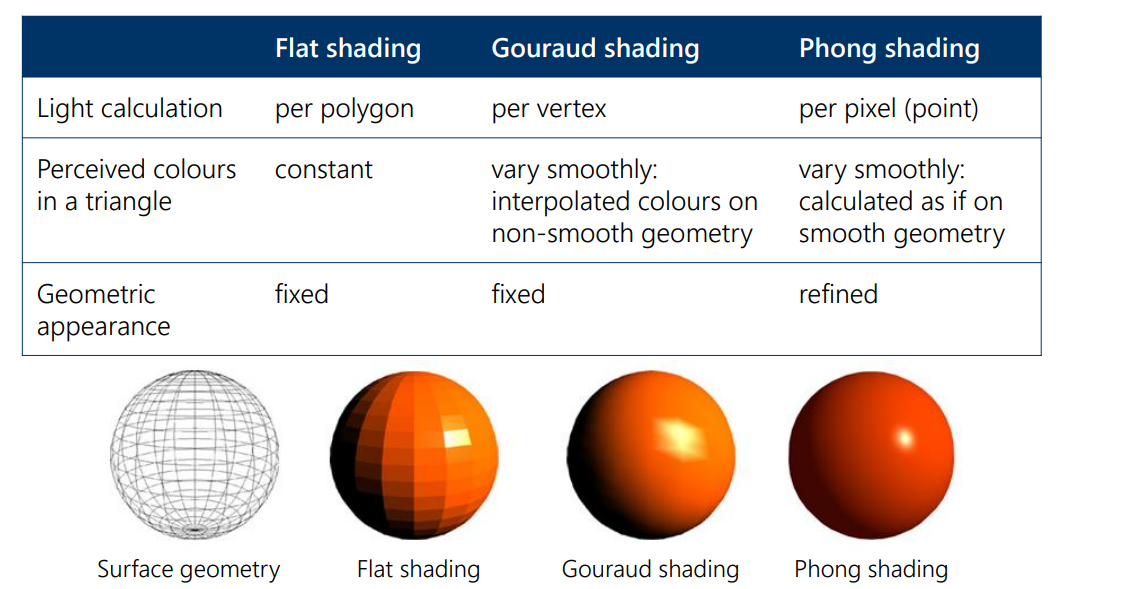 Flat shading Gouraud shading Phong shading
Light calculation per polygon per vertex per pixel (point)
Perceived colours constant vary smoothly: vary smoothly:
in a triangle interpolated colours on calculated as if on
non-smooth geometry smooth geometry
Geometric fixed fixed refined
appearance
Surface geometry Flat shading Gouraud shading Phong shading